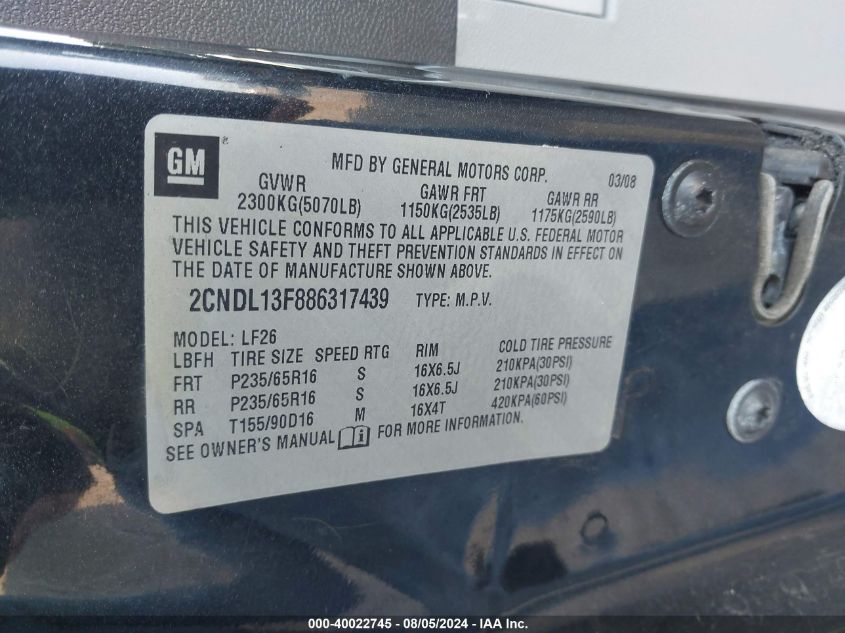 GM ®
MFD BY GENERAL MOTORS CORP. 03/08
GVWR GAWR FRT GAWR RR
2300KG(5070LB) 1150KG(2535LB) 1175KG(2590LB)
THIS VEHICLE CONFORMS TO ALL APPLICABLE U.S. FEDERAL MOTOR
VEHICLE SAFETY AND THEFT PREVENTION STANDARDS IN EFFECT ON
THE DATE OF MANUFACTURE SHOWN ABOVE.
2CNDL13F886317439 TYPE: M.P.V.
MODEL: LF26
LBFH TIRE SIZE SPEED RTG RIM COLD TIRE PRESSURE
FRT P235/65R16 S 16X6.5J 210KPA(30PSI)
RR P235/65R16 S 16X6.5J 210KPA(30PSI)
SPA T155/90D16 M 16X4T 420KPA(60PSI)
SEE OWNER'S MANUAL FOR MORE INFORMATION.
000-40022745 - 08/05/2024 - IAA Inc.